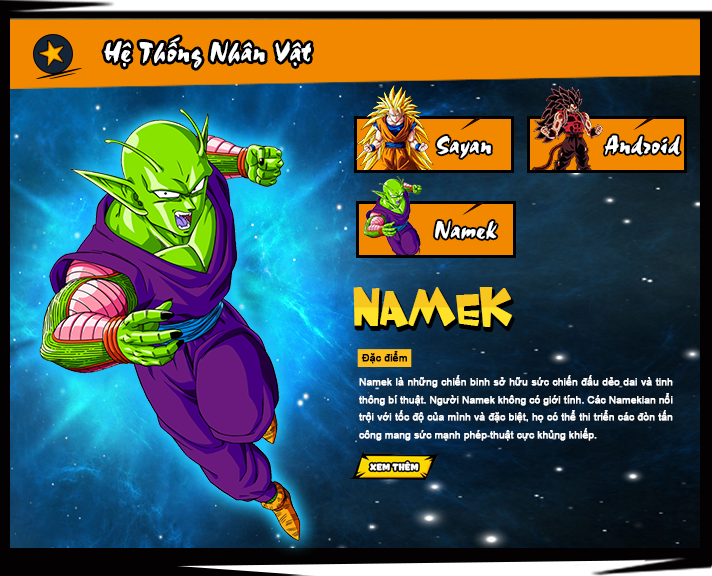 Hệ Thống Nhân Vật
Sayan
Android
Namek
NAMEK
Đặc điểm
Namek là những chiến binh sở hữu sức chiến đấu dẻo dai và tinh
thông bí thuật. Người Namek không có giới tính. Các Namekian nổi
trội với tốc độ của mình và đặc biệt, họ có thể thi triển các đòn tấn
công mang sức mạnh phép thuật cực khủng khiếp.
XEM THÊM